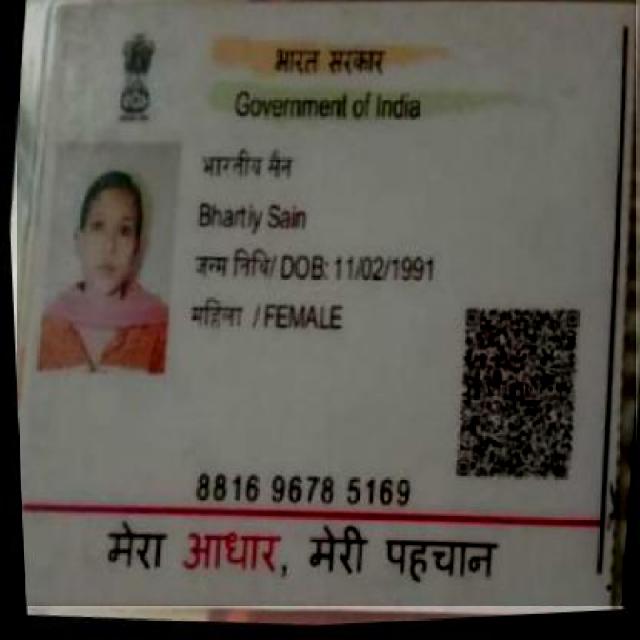 भारत सरकार
Government of India
भारतीय सैन
Bhartiy Sain
जन्म तिथि/ DOB: 11/02/1991
महिला / FEMALE
8816 9678 5169
मेरा आधार, मेरी पहचान